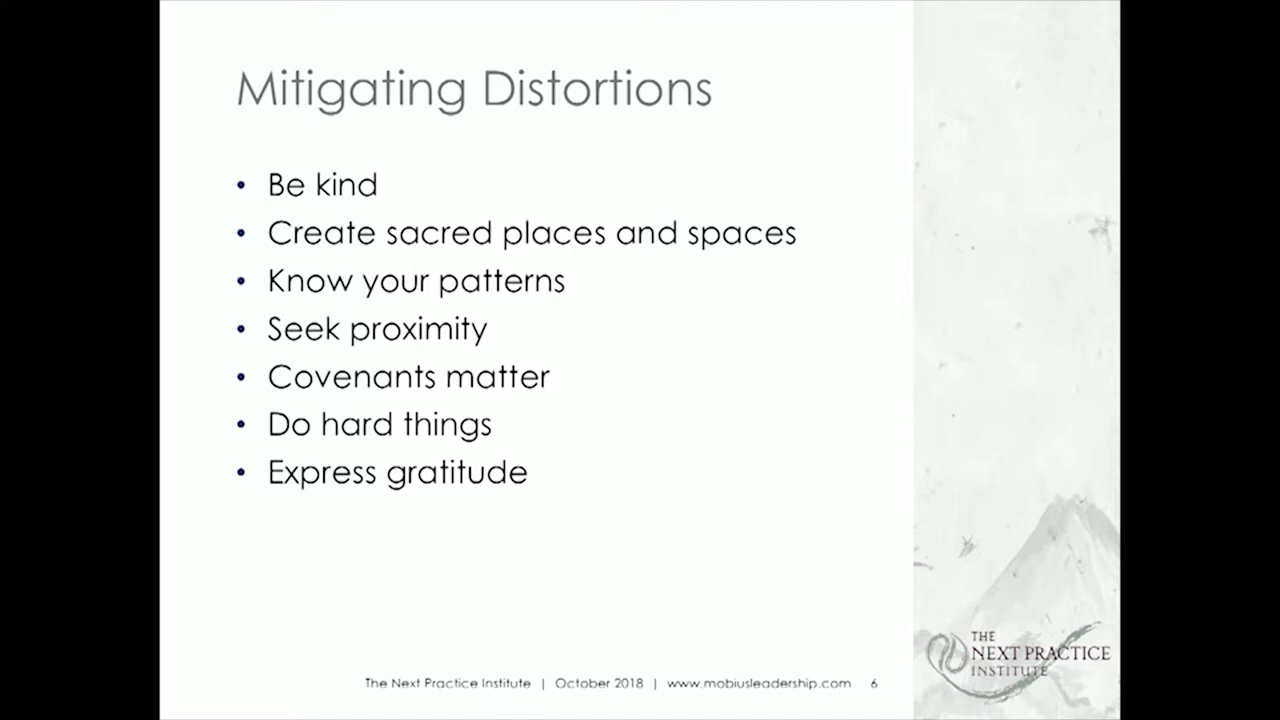 Mitigating Distortions
• Be kind
• Create sacred places and spaces
• Know your patterns
• Seek proximity
• Covenants matter
• Do hard things
• Express gratitude
The Next Practice Institute | October 2018 | www.mobiusleadership.com 6
THE
NEXT PRACTICE
INSTITUTE